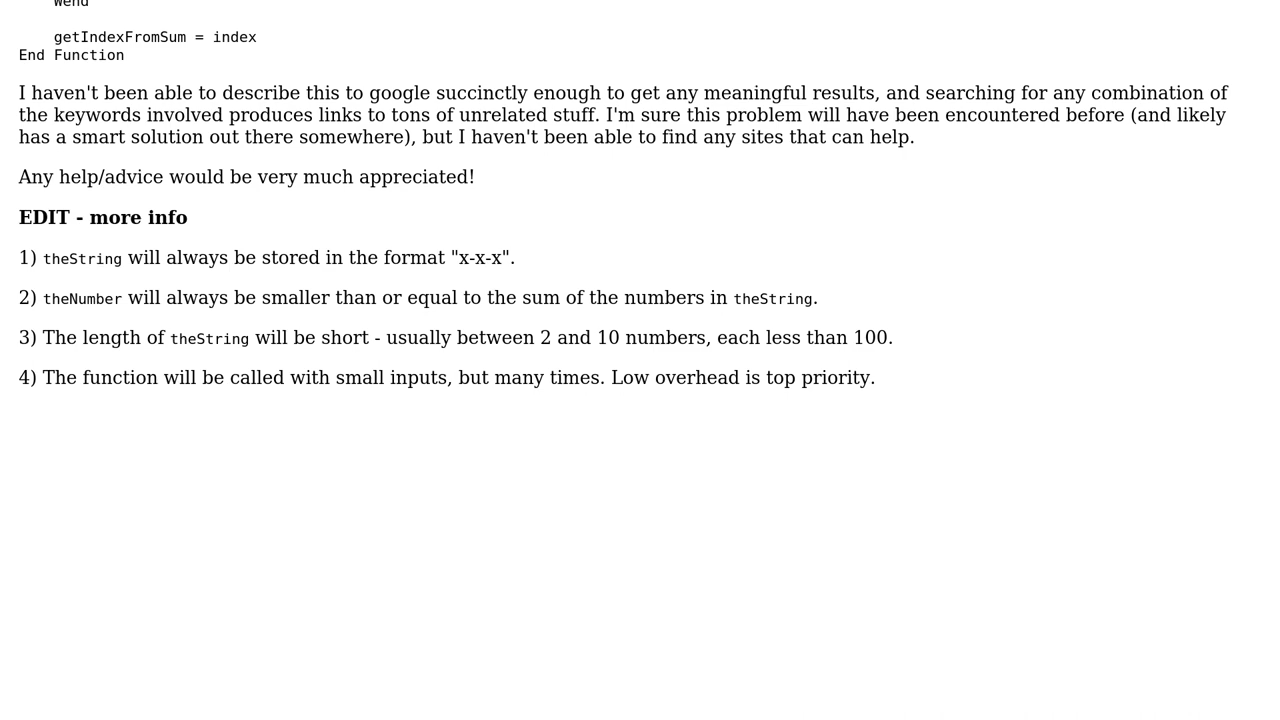 Wend
getIndexFromSum = index
End Function
I haven't been able to describe this to google succinctly enough to get any meaningful results, and searching for any combination of
the keywords involved produces links to tons of unrelated stuff. I'm sure this problem will have been encountered before (and likely
has a smart solution out there somewhere), but I haven't been able to find any sites that can help.
Any help/advice would be very much appreciated!
EDIT - more info
1) theString will always be stored in the format "x-x-x".
2) theNumber will always be smaller than or equal to the sum of the numbers in theString.
3) The length of theString will be short - usually between 2 and 10 numbers, each less than 100.
4) The function will be called with small inputs, but many times. Low overhead is top priority.